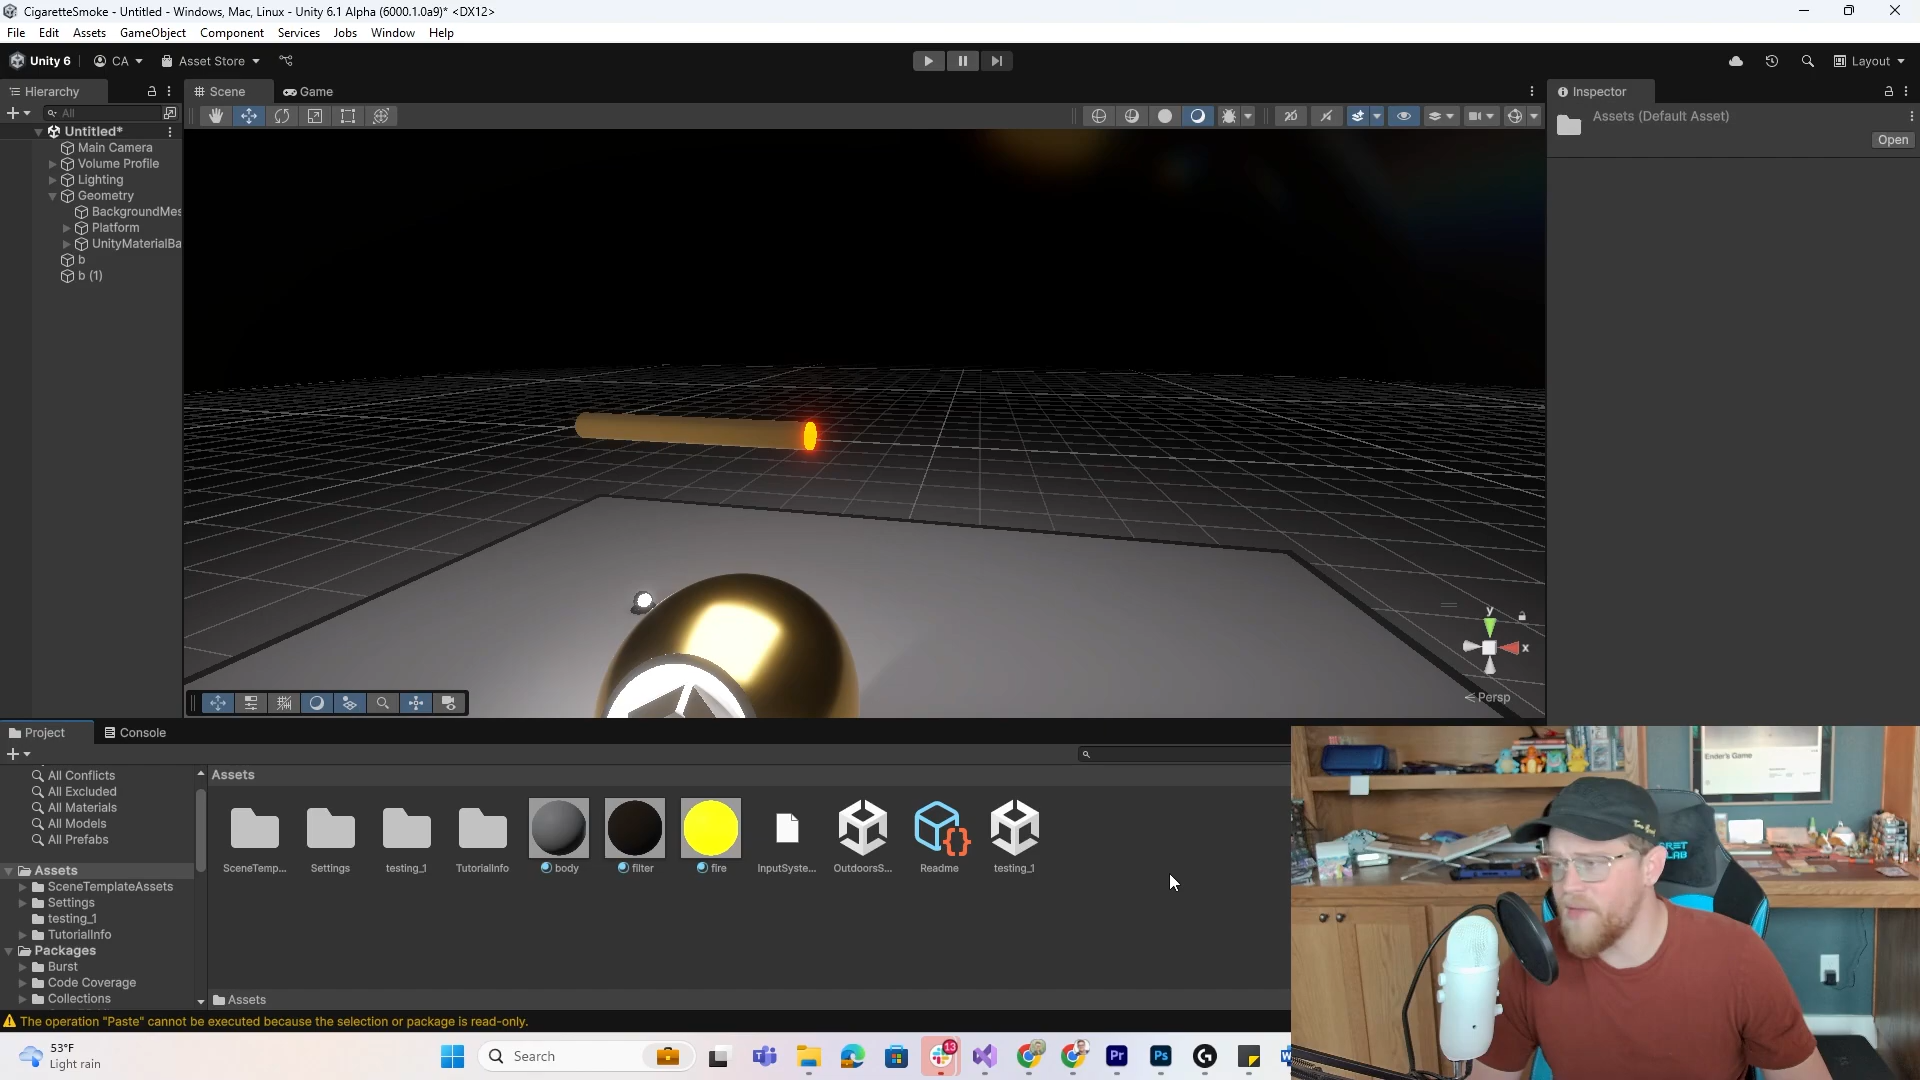 CigaretteSmoke - Untitled - Windows, Mac, Linux - Unity 6.1 Alpha (6000.1.0a9)* <DX12>
File Edit Assets GameObject Component Services Jobs Window Help
Unity 6 CA Asset Store Layout
Hierarchy Scene Game Inspector
All
Untitled*
Main Camera
Volume Profile
Lighting
Geometry
BackgroundMes
Platform
UnityMaterialBa
b
b (1)
2D
Assets (Default Asset)
Open
y
x
Persp
Project Console
All Conflicts
All Excluded
All Materials
All Models
All Prefabs
Assets
SceneTemplateAssets
Settings
testing_1
TutorialInfo
Packages
Burst
Code Coverage
Collections
Assets
SceneTemp... Settings testing_1 TutorialInfo body filter fire InputSyste... OutdoorsS... Readme testing_1
Assets
The operation "Paste" cannot be executed because the selection or package is read-only.
Ender's Game
53°F
Light rain
Search
13
Pr
Ps